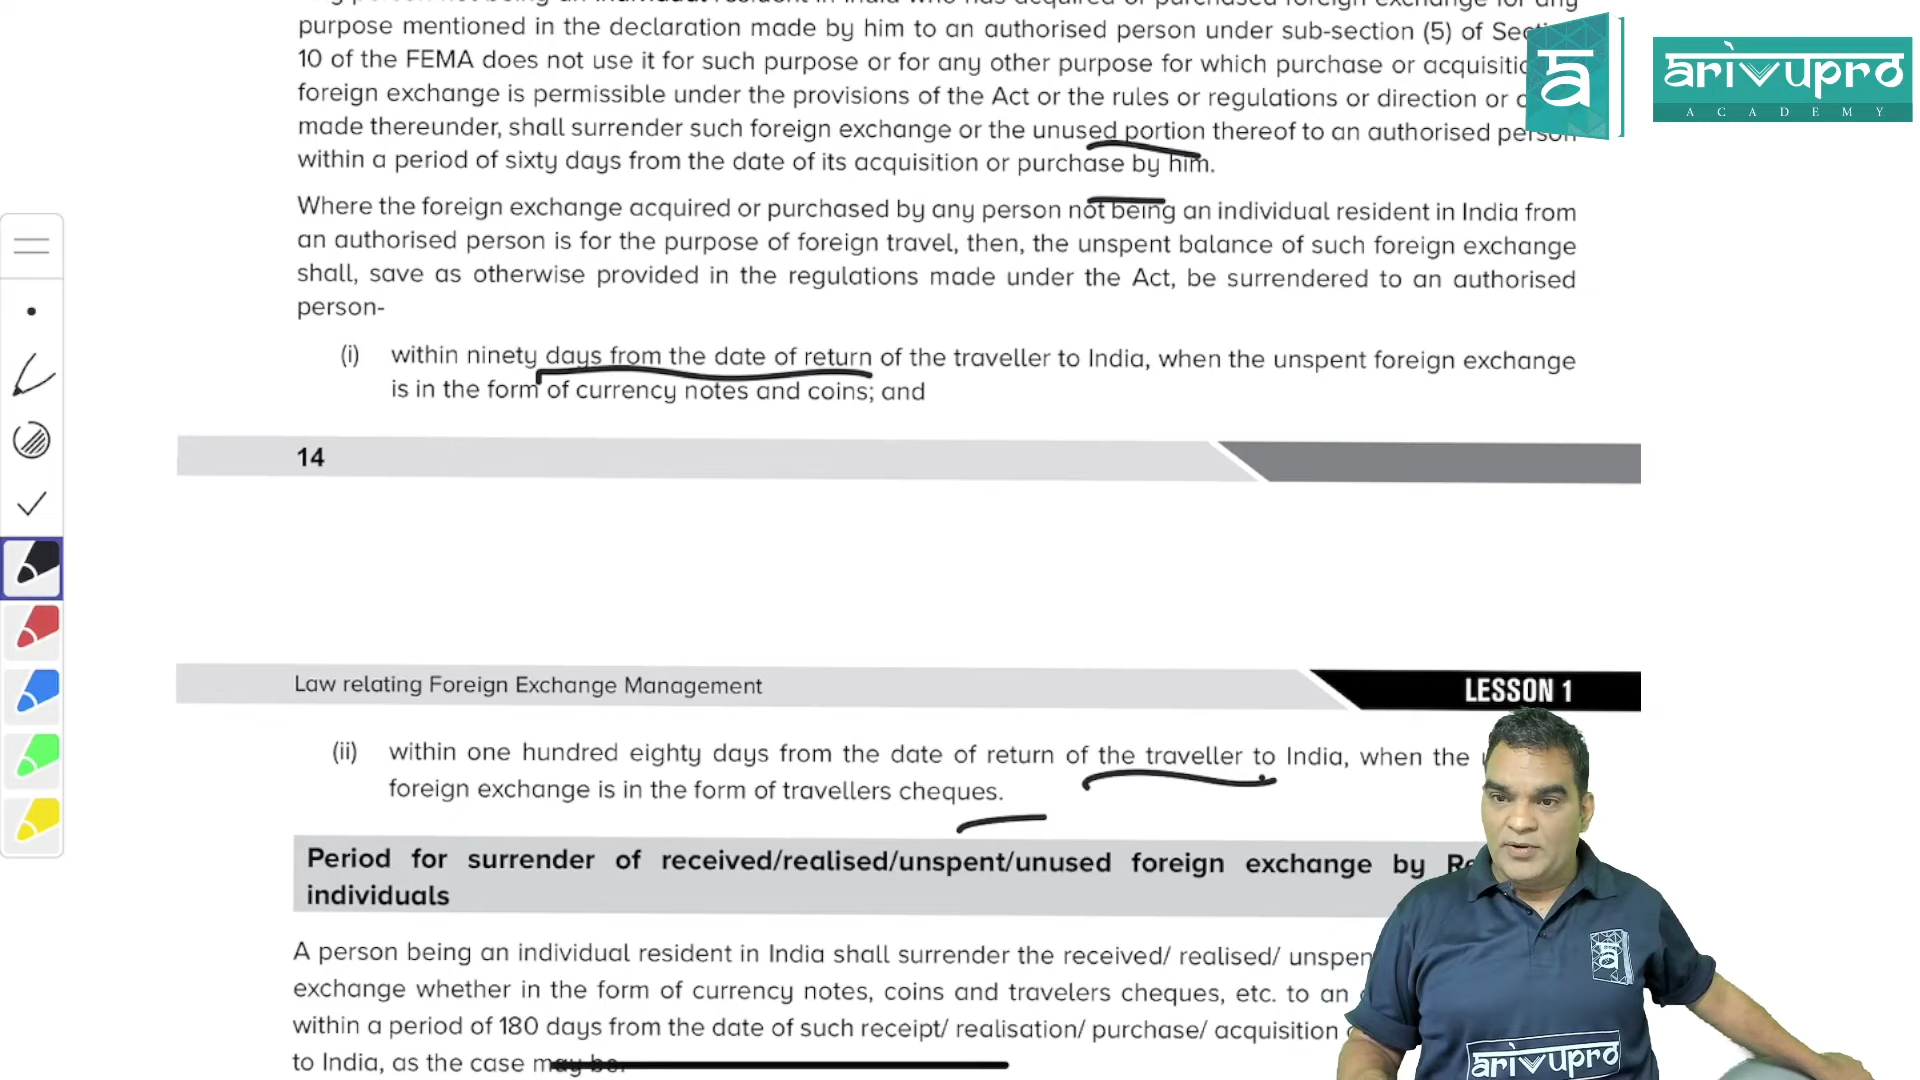 purpose mentioned in the declaration made by him to an authorised person under sub-section (5) of
10 of the FEMA does not use it for such purpose or for any other purpose for which purchase or
foreign exchange is permissible under the provisions of the Act or the rules or regulations or direction or
made thereunder, shall surrender such foreign exchange or the unused portion thereof to an authorised person
within a period of sixty days from the date of its acquisition or purchase by him.
Where the foreign exchange acquired or purchased by any person not being an individual resident in India from
an authorised person is for the purpose of foreign travel, then, the unspent balance of such foreign exchange
shall, save as otherwise provided in the regulations made under the Act, be surrendered to an authorised
person-
(i) within ninety days from the date of return of the traveller to India, when the unspent foreign exchange
is in the form of currency notes and coins; and
14
Law relating Foreign Exchange Management
LESSON 1
(ii) within one hundred eighty days from the date of return of the traveller to India, when the
foreign exchange is in the form of travellers cheques.
Period for surrender of received/realised/unspent/unused foreign exchange by
individuals
A person being an individual resident in India shall surrender the received/ realised/
exchange whether in the form of currency notes, coins and travelers cheques, etc. to an
within a period of 180 days from the date of such receipt/ realisation/ purchase/ acquisition
to India, as the case may be.
arivupro
ACADEMY
arivupro